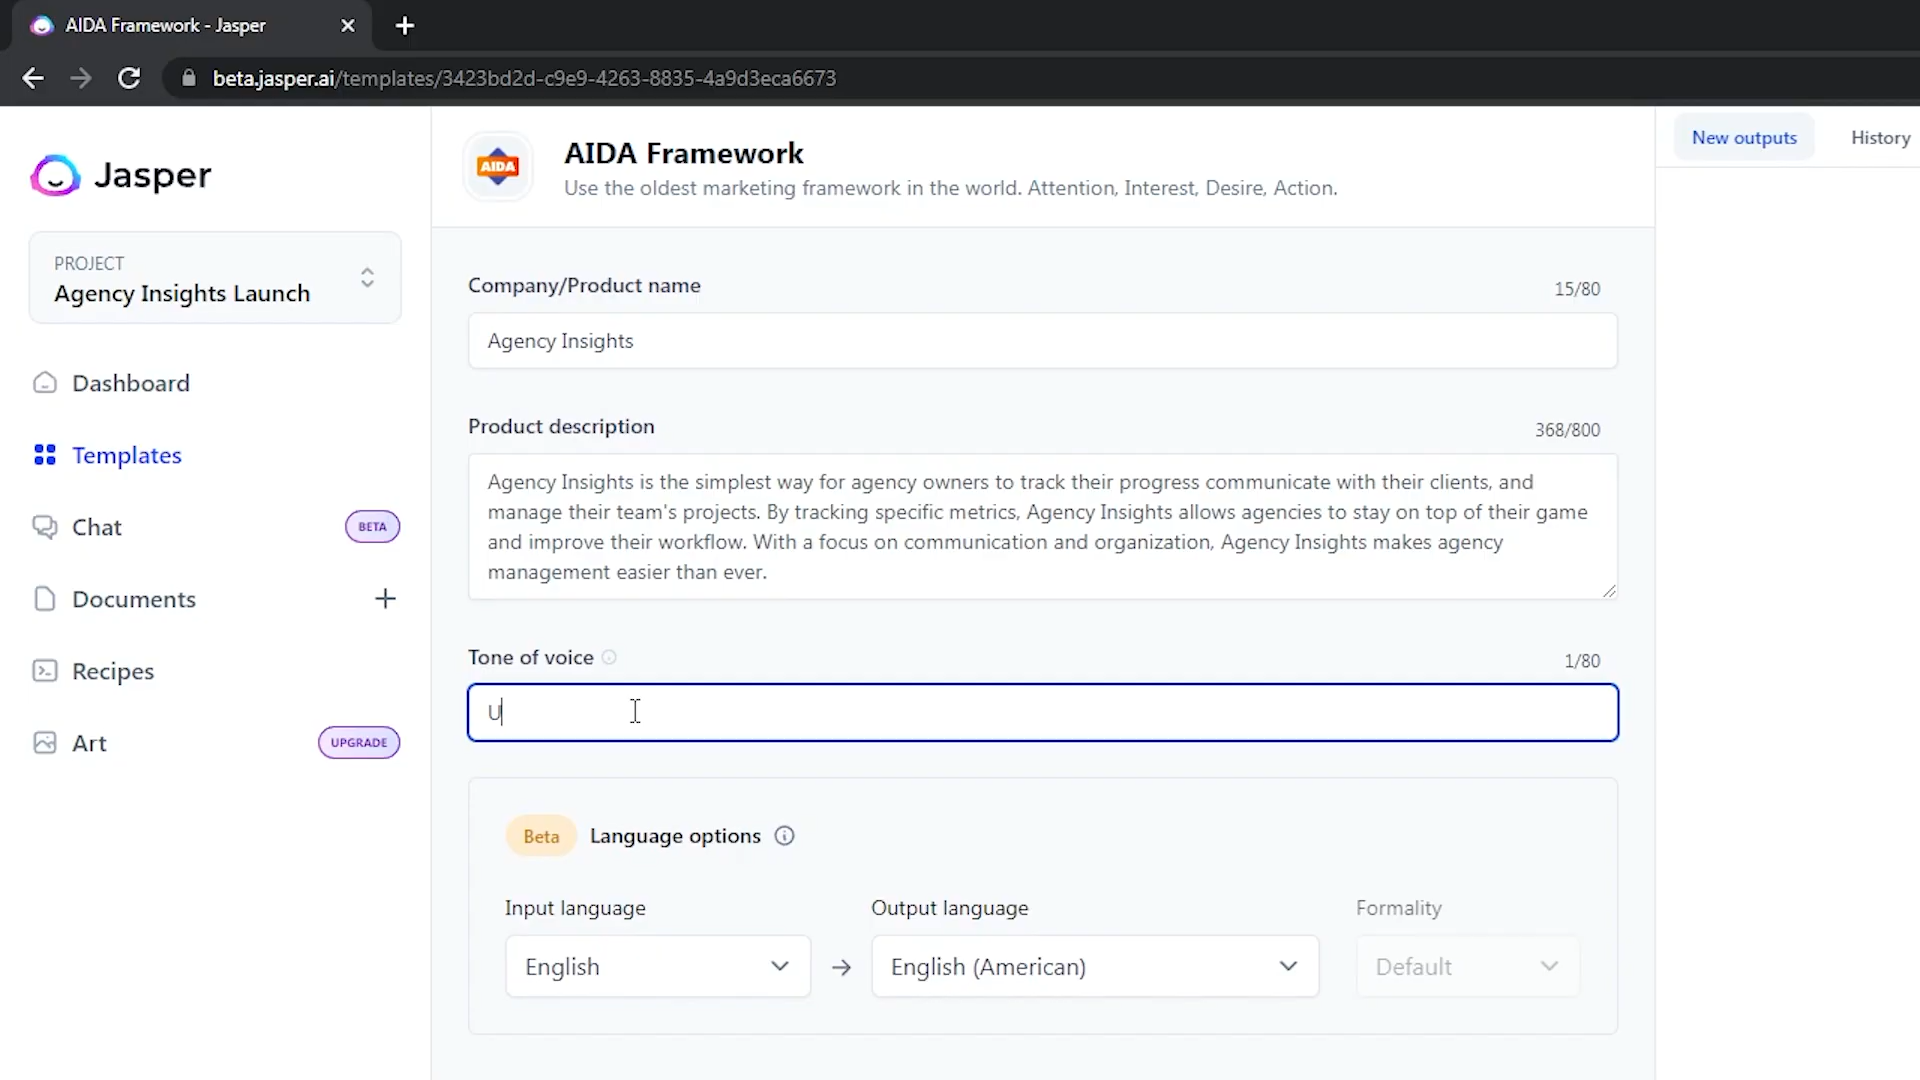 AIDA Framework - Jasper
beta.jasper.ai/templates/3423bd2d-c9e9-4263-8835-4a9d3eca6673
Jasper
PROJECT
Agency Insights Launch
Dashboard
Templates
Chat
BETA
Documents
Recipes
Art
UPGRADE
AIDA
AIDA Framework
Use the oldest marketing framework in the world. Attention, Interest, Desire, Action.
Company/Product name
15/80
Agency Insights
Product description
368/800
Agency Insights is the simplest way for agency owners to track their progress communicate with their clients, and
manage their team's projects. By tracking specific metrics, Agency Insights allows agencies to stay on top of their game
and improve their workflow. With a focus on communication and organization, Agency Insights makes agency
management easier than ever.
Tone of voice
1/80
U
Beta Language options
Input language
Output language
Formality
English
English (American)
Default
New outputs
History